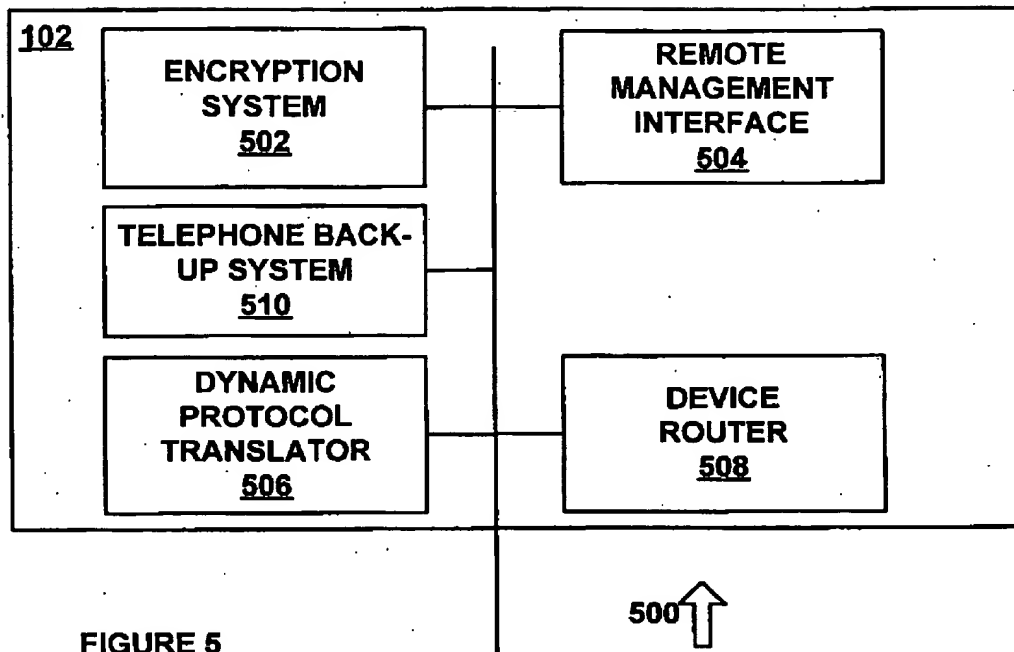 102
ENCRYPTION
SYSTEM
502
REMOTE
MANAGEMENT
INTERFACE
504
TELEPHONE BACK-
UP SYSTEM
510
DYNAMIC
PROTOCOL
TRANSLATOR
506
DEVICE
ROUTER
508
500
FIGURE 5